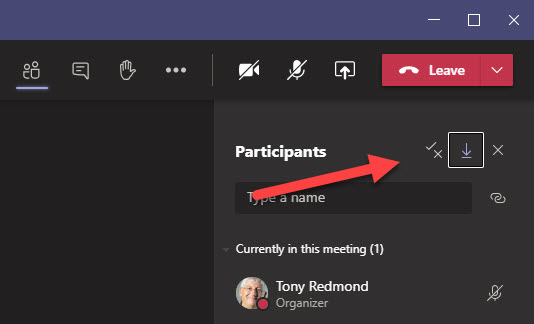 Leave
Participants
Type a name
Currently in this meeting (1)
Tony Redmond
Organizer